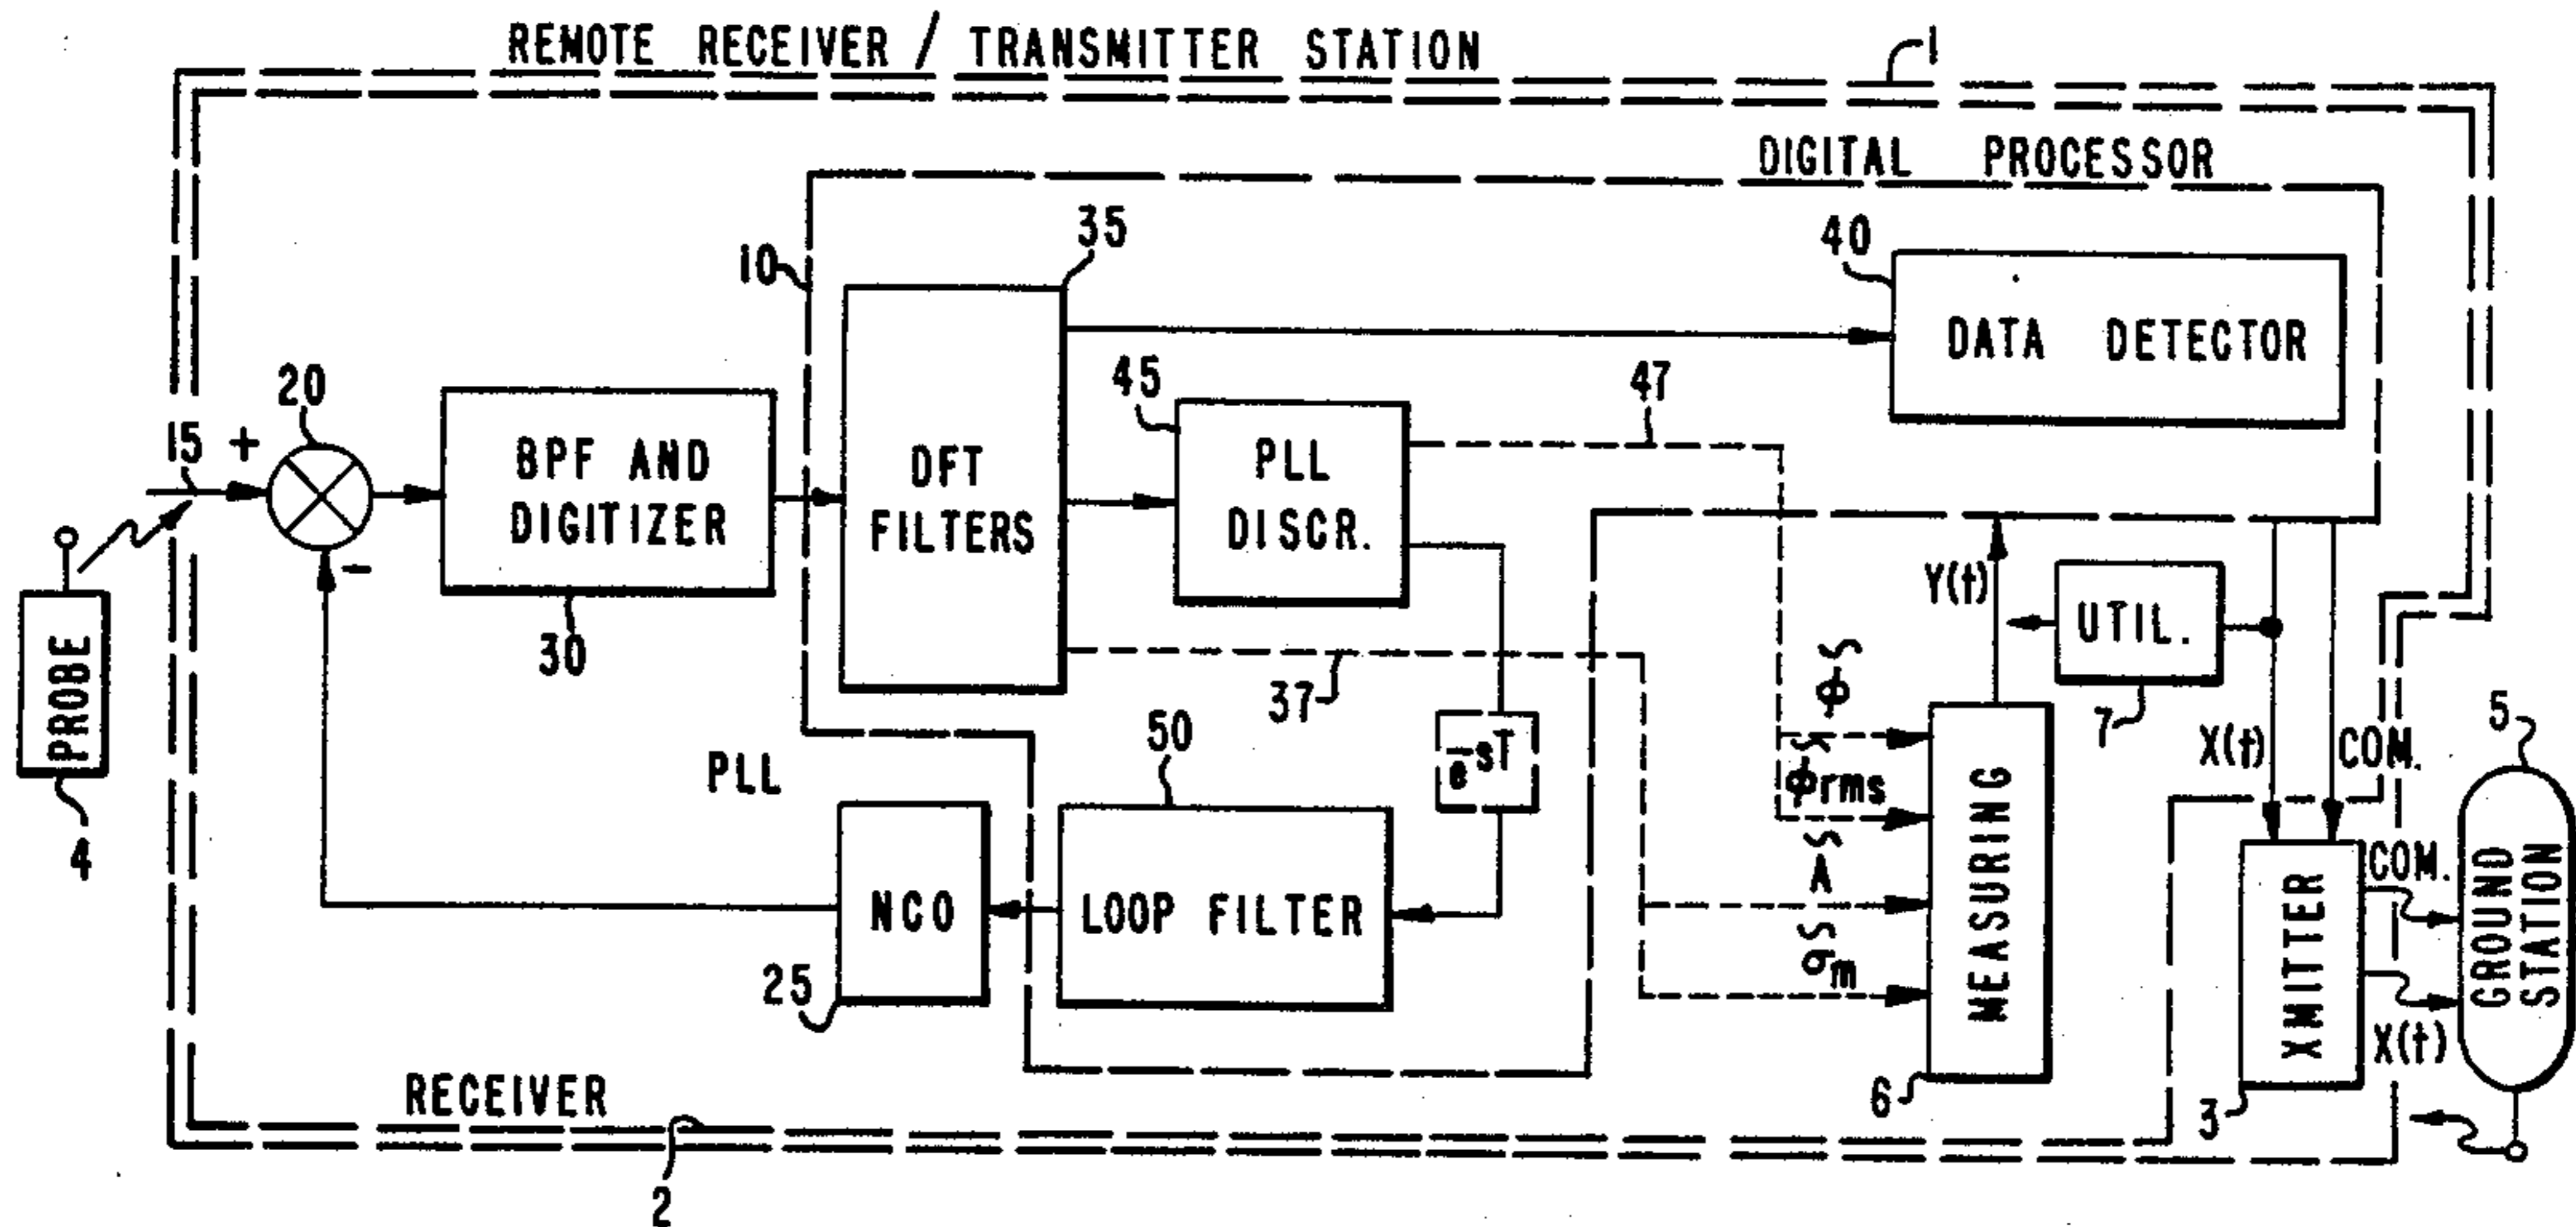 REMOTE RECEIVER / TRANSMITTER STATION
1
DIGITAL PROCESSOR
10
35
40
DATA DETECTOR
20
15
+
-
BPF AND
DIGITIZER
30
DFT
FILTERS
45
PLL
DISCR.
47
37
PROBE
4
Y(t)
UTIL.
7
X(t)
COM.
5
GROUND
STATION
PLL
50
e^-sT
NCO
25
LOOP FILTER
ϕ
ϕrms
A
σm
MEASURING
6
XMITTER
3
COM.
X(t)
RECEIVER
2